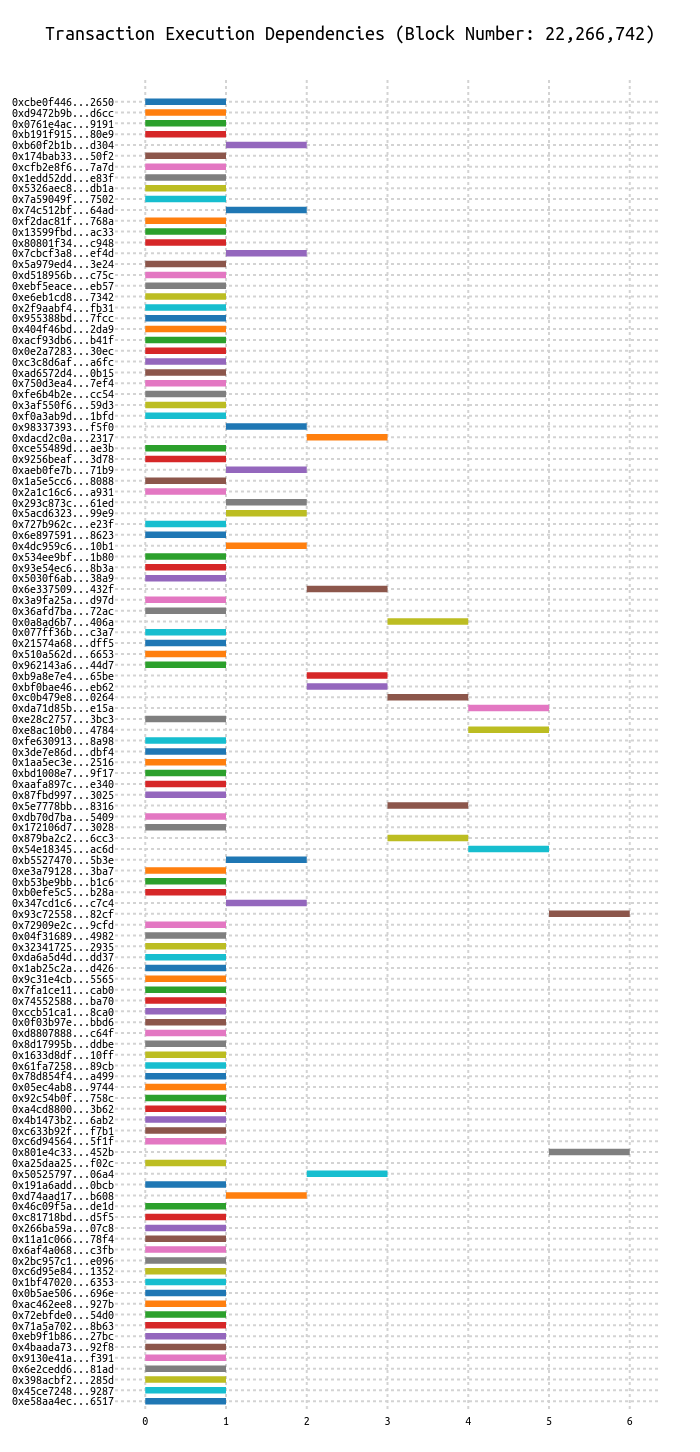 Transaction Execution Dependencies (Block Number: 22,266,742)
0xcbe0f446...2650
0xd9472b9b...d6cc
0x0761e4ac...9191
0xb191f915...80e9
0xb60f2b1b...d304
0x174bab33...50f2
0xcfb2e8f6...7a7d
0x1edd52dd...e83f
0x5326aec8...db1a
0x7a59049f...7502
0x74c512bf...64ad
0xf2dac81f...768a
0x13599fbd...ac33
0x80801f34...c948
0x7cbcf3a8...ef4d
0x5a979ed4...3e24
0xd518956b...c75c
0xebf5eace...eb57
0xe6eb1cd8...7342
0x2f9aabf4...fb31
0x955388bd...7fcc
0x404f46bd...2da9
0xacf93db6...b41f
0x0e2a7283...30ec
0xc3c8d6af...a6fc
0xad6572d4...0b15
0x750d3ea4...7ef4
0xfe6b4b2e...cc54
0x3af550f6...59d3
0xf0a3ab9d...1bfd
0x98337393...f5f0
0xdacd2c0a...2317
0xce55489d...ae3b
0x9256beaf...3d78
0xaeb0fe7b...71b9
0x1a5e5cc6...8088
0x2a1c16c6...a931
0x293c873c...61ed
0x5acd6323...99e9
0x727b962c...e23f
0x6e897591...8623
0x4dc959c6...10b1
0x534ee9bf...1b80
0x93e54ec6...8b3a
0x5030f6ab...38a9
0x6e337509...432f
0x3a9fa25a...d97d
0x36afd7ba...72ac
0x0a8ad6b7...406a
0x077ff36b...c3a7
0x21574a68...dff5
0x510a562d...6653
0x962143a6...44d7
0xb9a8e7e4...65be
0xbf0bae46...eb62
0xc0b479e8...0264
0xda71d85b...e15a
0xe28c2757...3bc3
0xe8ac10b0...4784
0xfe630913...8a98
0x3de7e86d...dbf4
0x1aa5ec3e...2516
0xbd1008e7...9f17
0xaafa897c...e340
0x87fbd997...3025
0x5e7778bb...8316
0xdb70d7ba...5409
0x172106d7...3028
0x879ba2c2...6cc3
0x54e18345...ac6d
0xb5527470...5b3e
0xe3a79128...3ba7
0xb53be9bb...b1c6
0xb0efe5c5...b28a
0x347cd1c6...c7c4
0x93c72558...82cf
0x72909e2c...9cfd
0x04f31689...4982
0x32341725...2935
0xda6a5d4d...dd37
0x1ab25c2a...d426
0x9c31e4cb...5565
0x7fa1ce11...cab0
0x74552588...ba70
0xccb51ca1...8ca0
0x0f03b97e...bbd6
0xd8807888...c64f
0x8d17995b...ddbe
0x1633d8df...10ff
0x61fa7258...89cb
0x78d854f4...a499
0x05ec4ab8...9744
0x92c54b0f...758c
0xa4cd8800...3b62
0x4b1473b2...6ab2
0xc633b92f...f7b1
0xc6d94564...5f1f
0x801e4c33...452b
0xa25daa25...f02c
0x50525797...06a4
0x191a6add...0bcb
0xd74aad17...b608
0x46c09f5a...de1d
0xc81718bd...d5f5
0x266ba59a...07c8
0x11a1c066...78f4
0x6af4a068...c3fb
0x2bc957c1...e096
0xc6d95e84...1352
0x1bf47020...6353
0x0b5ae506...696e
0xac462ee8...927b
0x72ebfde0...54d0
0x71a5a702...8b63
0xeb9f1b86...27bc
0x4baada73...92f8
0x9130e41a...f391
0x6e2cedd6...81ad
0x398acbf2...285d
0x45ce7248...9287
0xe58aa4ec...6517
0 1 2 3 4 5 6